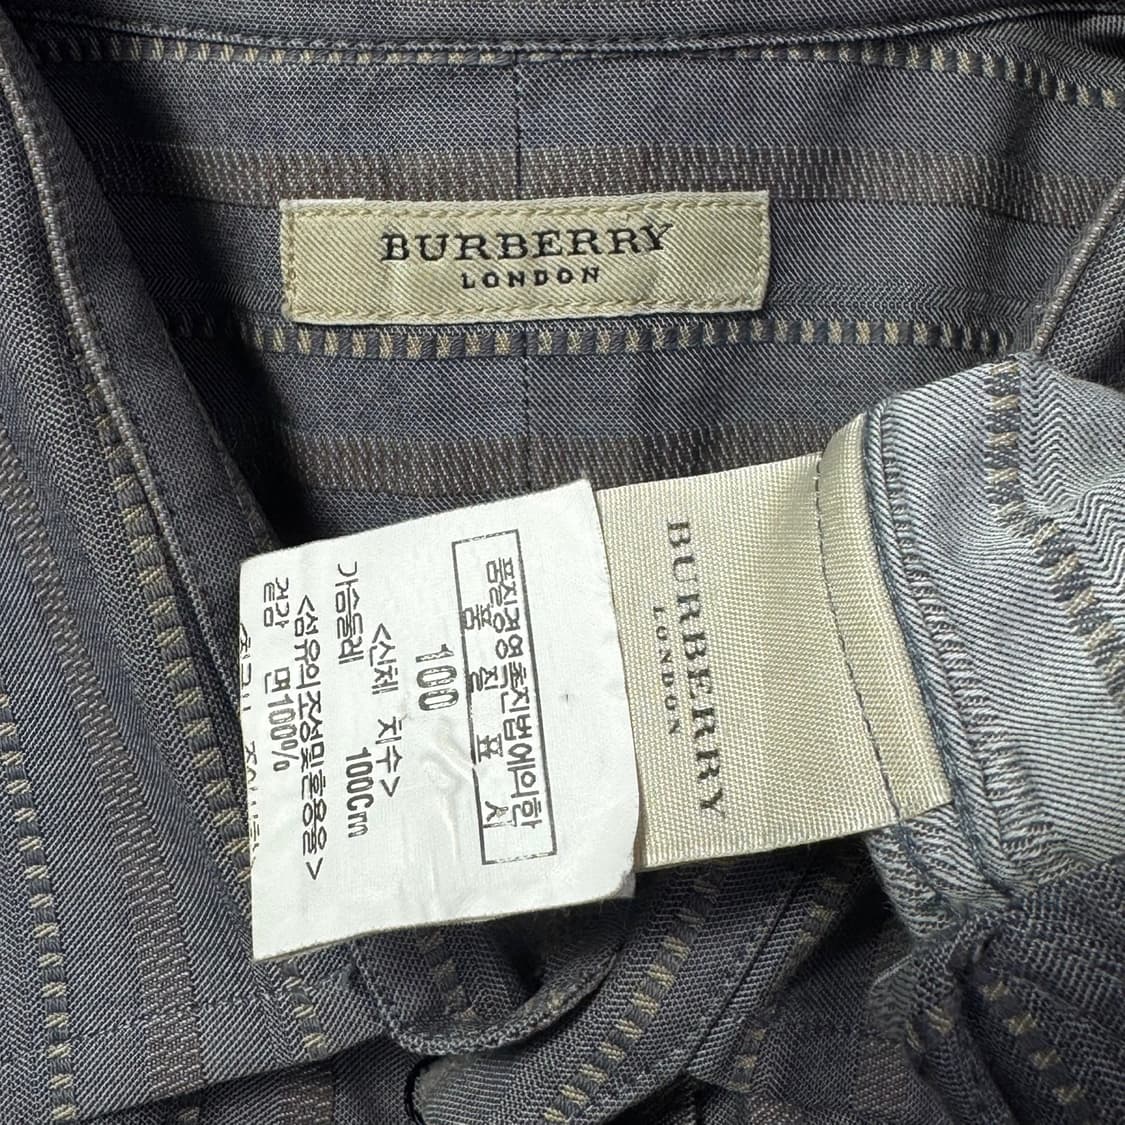 BURBERRY
LONDON
BURBERRY
LONDON
품질경영촉진법에의한
품 질 표 시
100
<신체 치수>
가슴둘레 100Cm
<섬유의조성및혼용율>
겉감 면100%